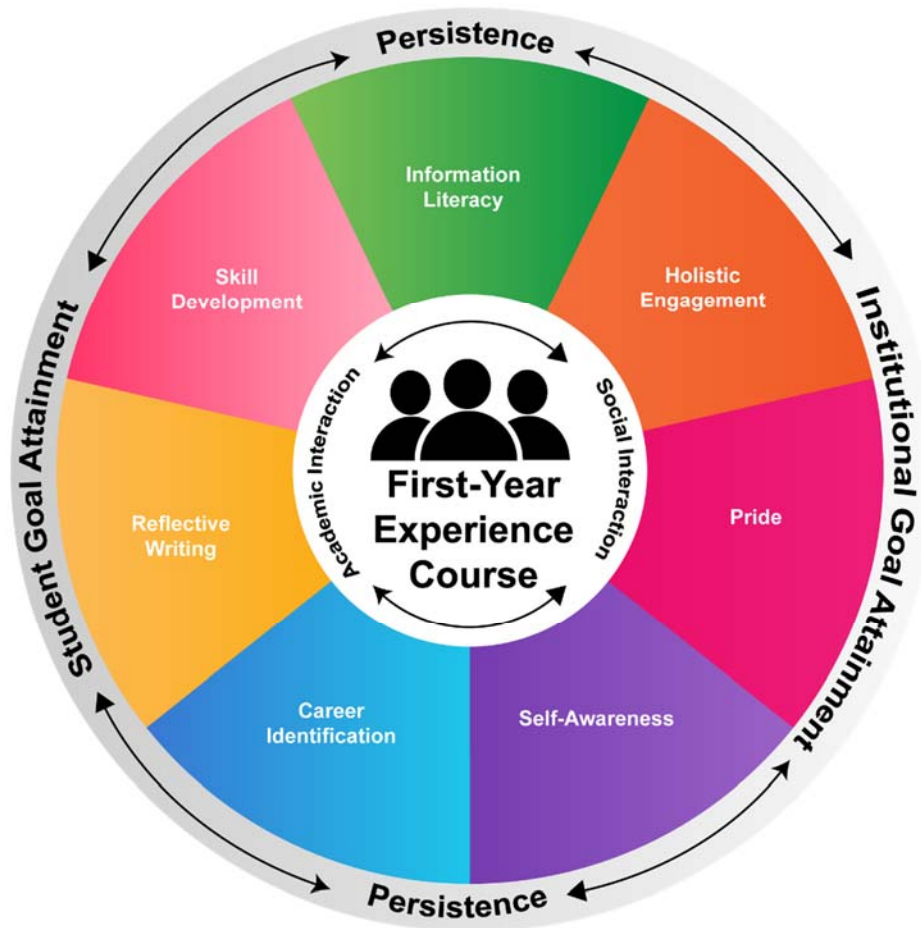 Persistence
Information
Literacy
Skill
Development
Holistic
Engagement
Student Goal Attainment
Institutional Goal Attainment
Academic Interaction
Social Interaction
First-Year
Experience
Course
Reflective
Writing
Pride
Career
Identification
Self-Awareness
Persistence